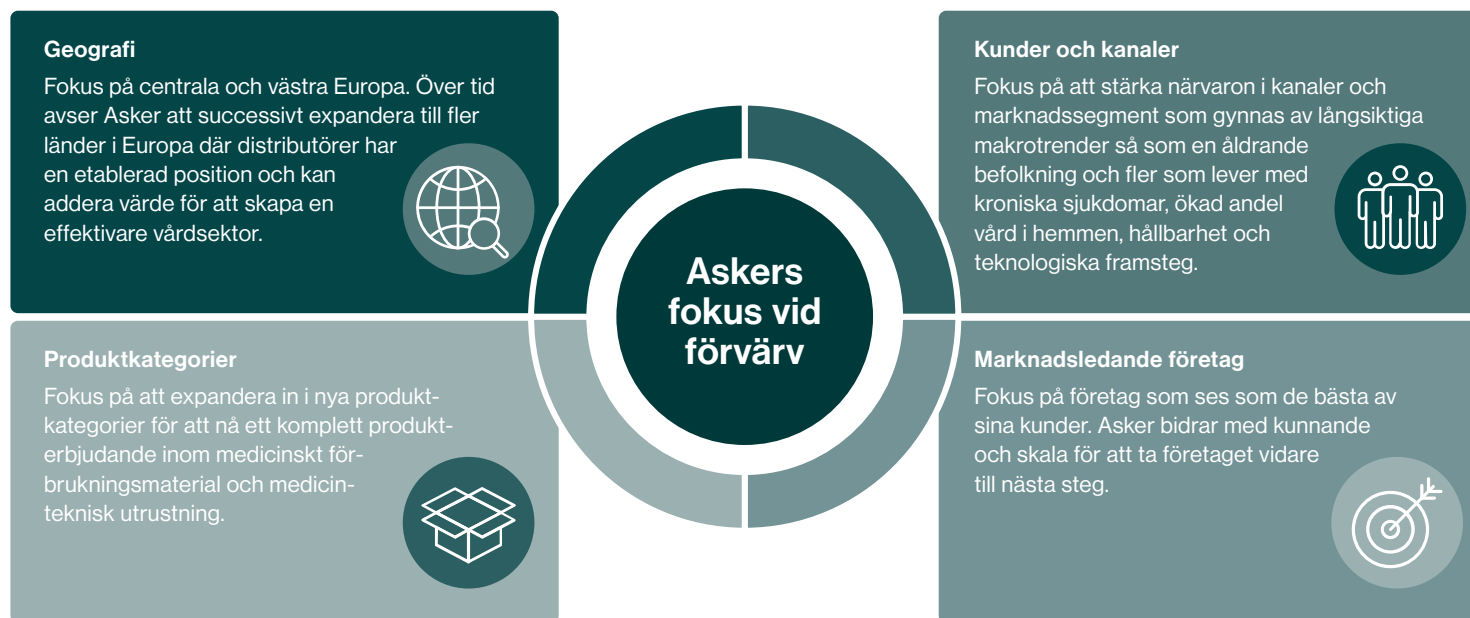 Geografi
Fokus på centrala och västra Europa. Över tid
avser Asker att successivt expandera till fler
länder i Europa där distributörer har
en etablerad position och kan
addera värde för att skapa en
effektivare vårdsektor.
Kunder och kanaler
Fokus på att stärka närvaron i kanaler och
marknadssegment som gynnas av långsiktiga
makrotrender så som en åldrande
befolkning och fler som lever med
kroniska sjukdomar, ökad andel
vård i hemmen, hållbarhet och
teknologiska framsteg.
Askers
fokus vid
förvärv
Produktkategorier
Fokus på att expandera in i nya produkt-
kategorier för att nå ett komplett produkt-
erbjudande inom medicinskt för-
brukningsmaterial och medicin-
teknisk utrustning.
Marknadsledande företag
Fokus på företag som ses som de bästa av
sina kunder. Asker bidrar med kunnande
och skala för att ta företaget vidare
till nästa steg.